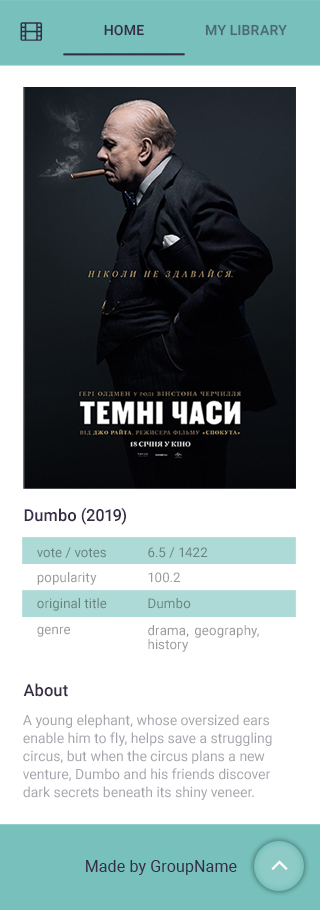 HOME
MY LIBRARY
НІКОЛИ НЕ ЗДАВАЙСЯ.
ГЕРІ ОЛДМЕН У РОЛІ ВІНСТОНА ЧЕРЧИЛЛЯ
ТЕМНІ ЧАСИ
ВІД ДЖО РАЙТА, РЕЖИСЕРА ФІЛЬМУ «СПОКУТА»
18 СІЧНЯ У КІНО
Dumbo (2019)
vote / votes 6.5 / 1422
popularity 100.2
original title Dumbo
genre drama, geography,
history
About
A young elephant, whose oversized ears
enable him to fly, helps save a struggling
circus, but when the circus plans a new
venture, Dumbo and his friends discover
dark secrets beneath its shiny veneer.
Made by GroupName